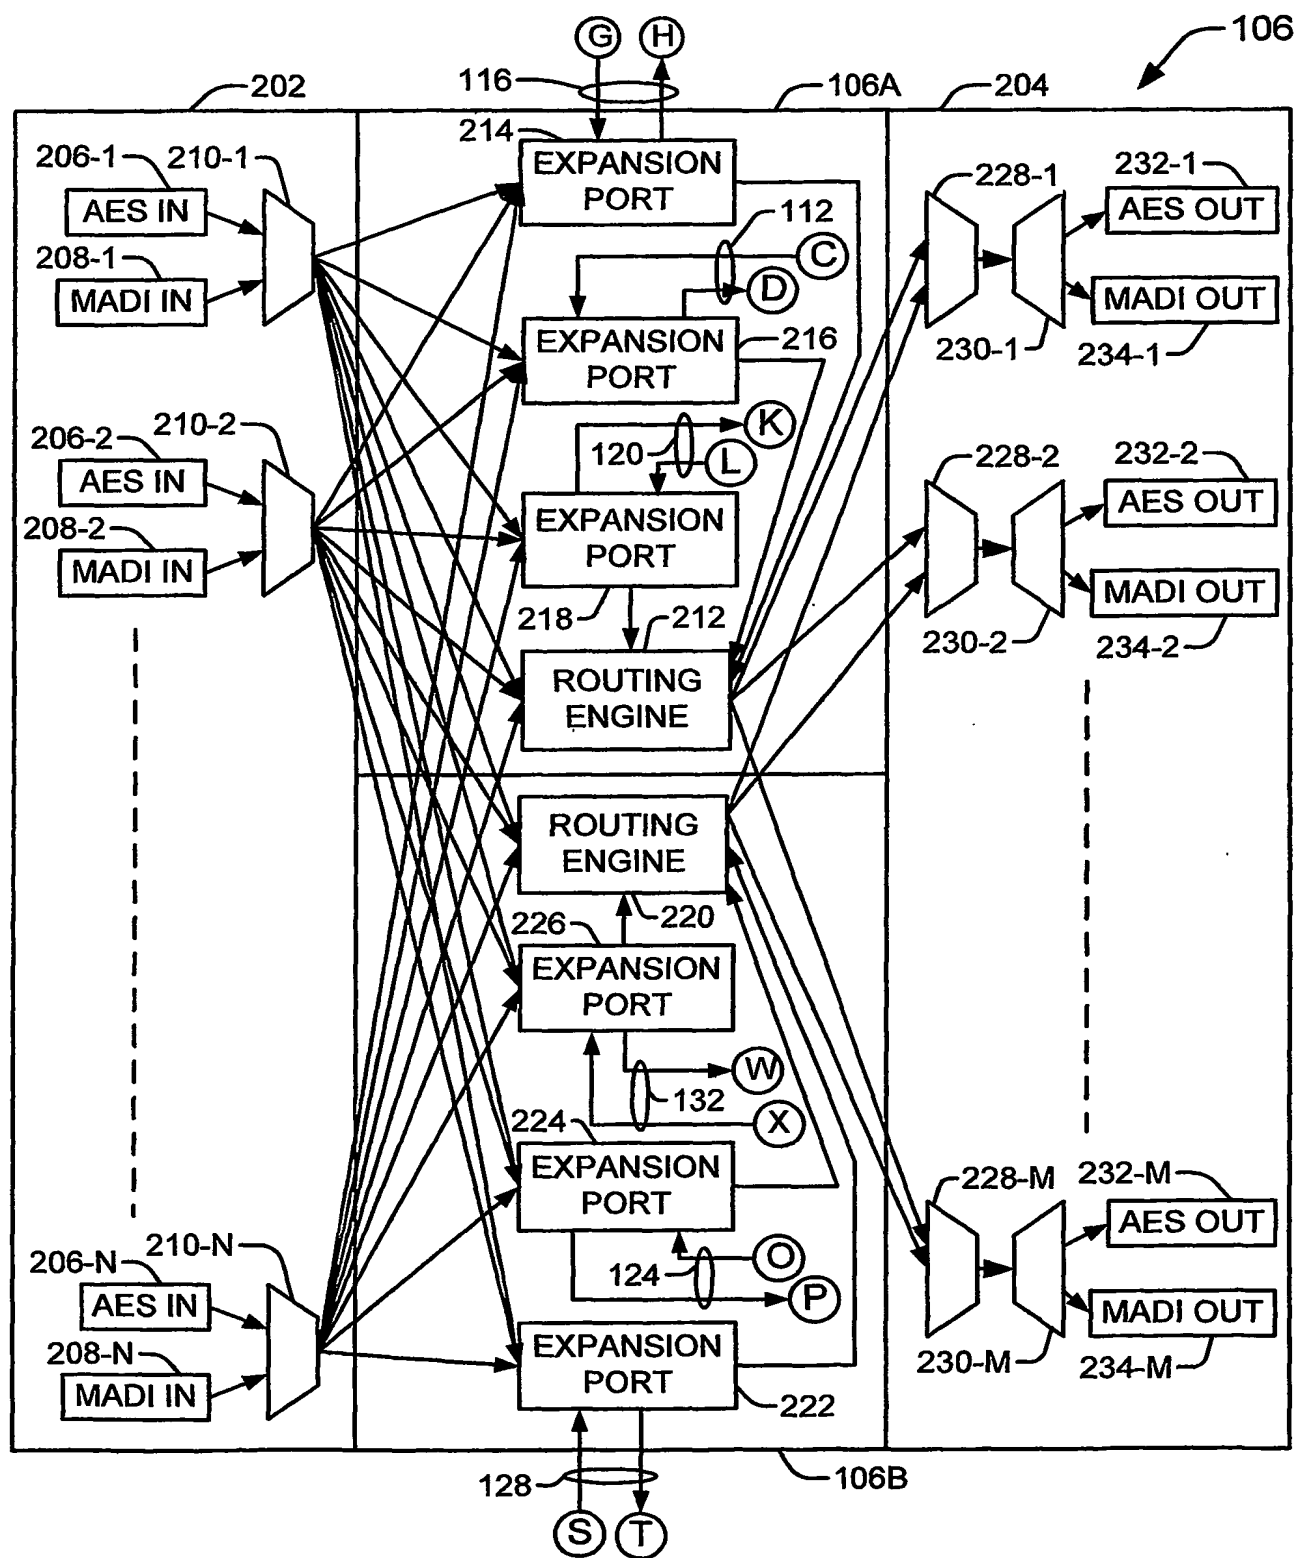 106
G H
116
202
106A
204
214
EXPANSION
PORT
206-1
210-1
AES IN
208-1
MADI IN
112
C
D
228-1
232-1
AES OUT
MADI OUT
230-1
234-1
EXPANSION
PORT
216
206-2
210-2
AES IN
208-2
MADI IN
K
120
L
228-2
232-2
AES OUT
MADI OUT
230-2
234-2
EXPANSION
PORT
218
212
ROUTING
ENGINE
ROUTING
ENGINE
220
226
EXPANSION
PORT
W
132
X
224
EXPANSION
PORT
O
124
P
206-N
210-N
AES IN
208-N
MADI IN
228-M
232-M
AES OUT
MADI OUT
230-M
234-M
EXPANSION
PORT
222
128
106B
S T